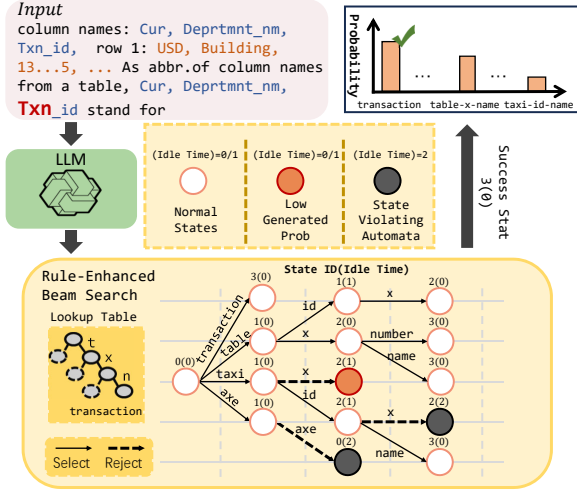 Input
column names: Cur, Deprtmnt_nm,
Txn_id, row 1: USD, Building,
13...5, ... As abbr.of column names
from a table, Cur, Deprtmnt_nm,
Txn_id stand for
Probability
...
...
transaction table-x-name taxi-id-name
LLM
(Idle Time)=0/1 (Idle Time)=0/1 (Idle Time)=2
Normal
States
Low
Generated
Prob
State
Violating
Automata
Success Stat
3(0)
Rule-Enhanced
Beam Search
State ID(Idle Time)
Lookup Table
t
x
n
transaction
Select Reject
0(0)
transaction
table
taxi
axe
3(0)
1(0)
1(0)
1(0)
id
x
x
id
axe
1(1)
2(0)
2(1)
2(1)
0(2)
x
number
name
x
name
2(0)
3(0)
3(0)
2(2)
3(0)